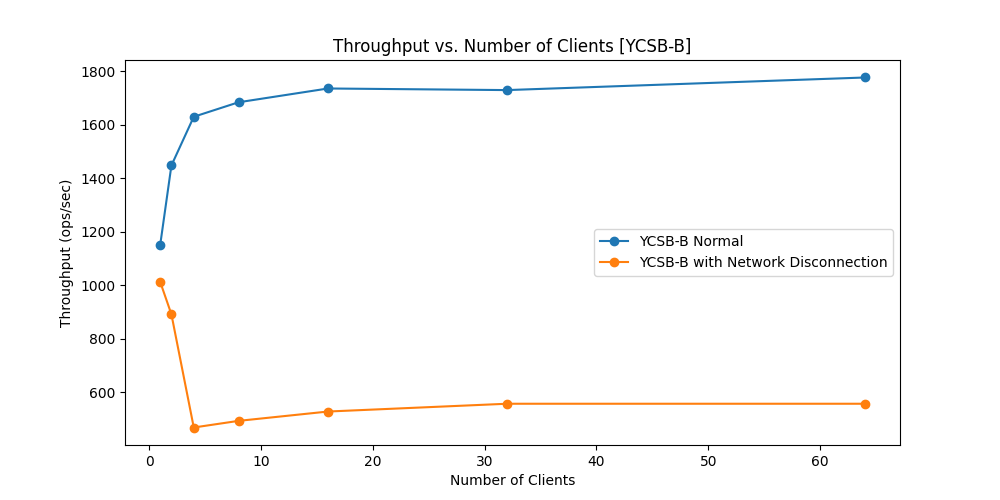 Throughput vs. Number of Clients [YCSB-B]
Throughput (ops/sec)
1800
1600
1400
1200
1000
800
600
YCSB-B Normal
YCSB-B with Network Disconnection
0 10 20 30 40 50 60
Number of Clients